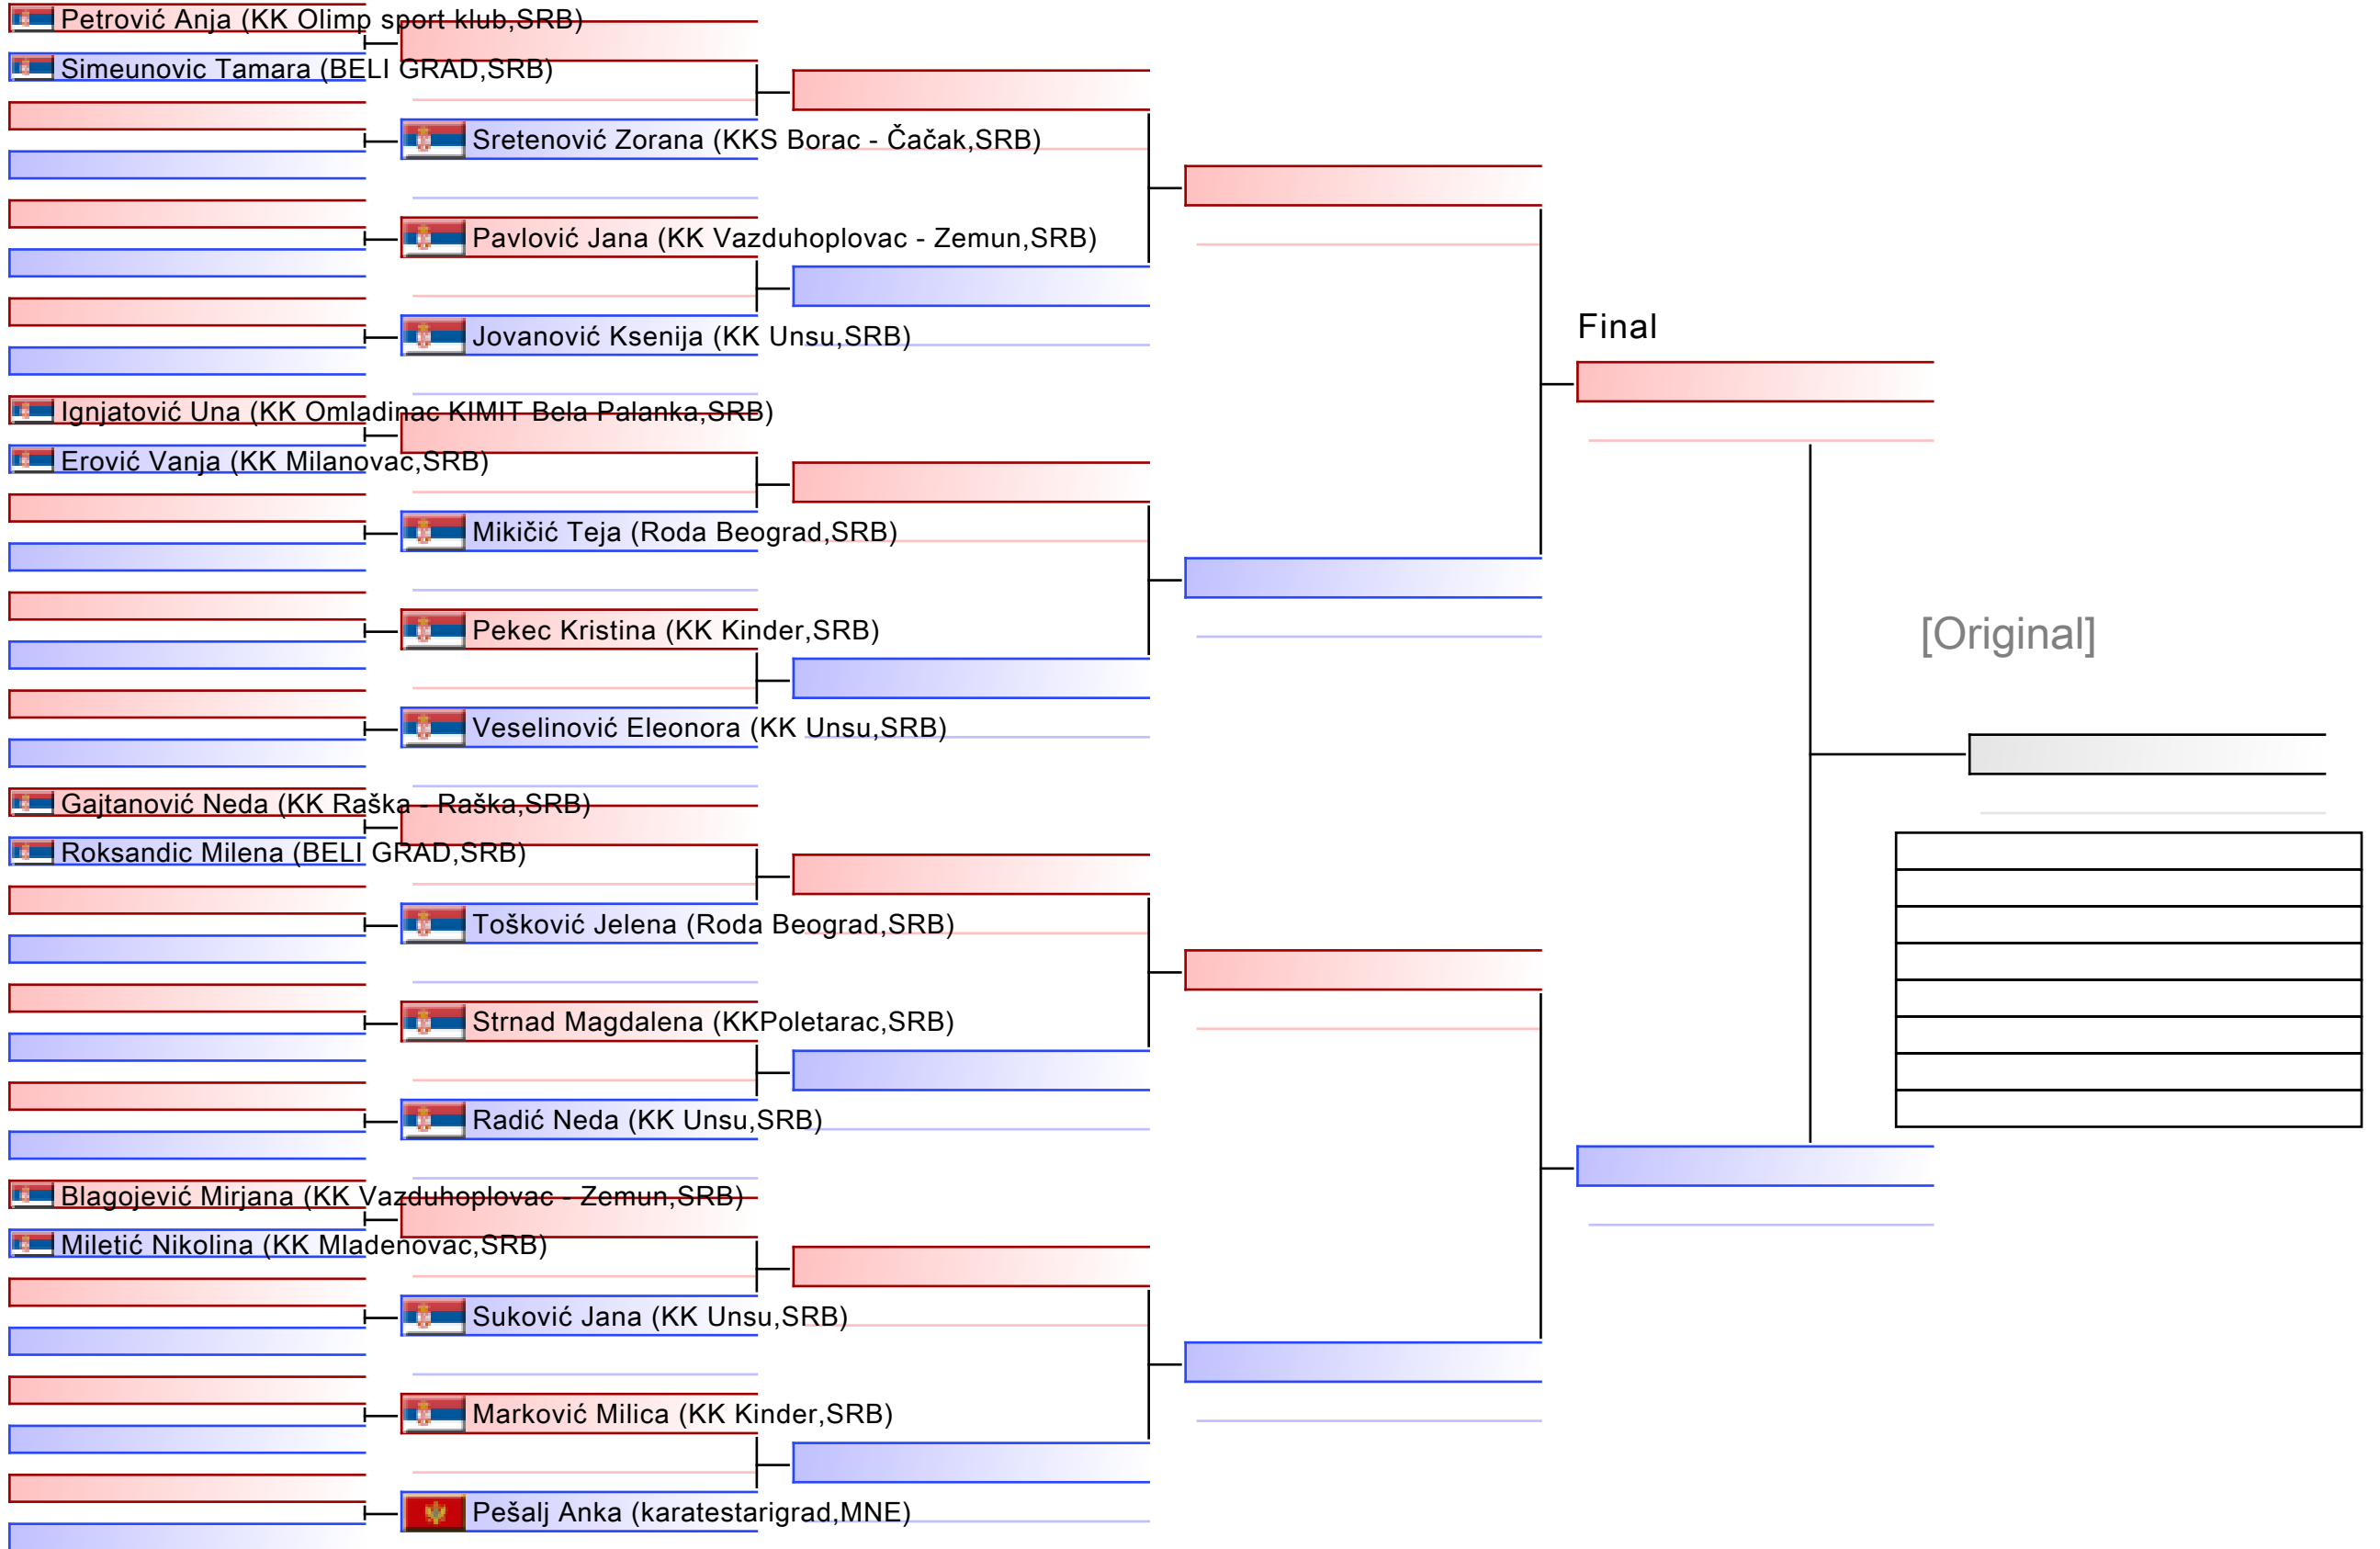 Petrović Anja (KK Olimp sport klub,SRB)
Simeunovic Tamara (BELI GRAD,SRB)
Sretenović Zorana (KKS Borac - Čačak,SRB)
Pavlović Jana (KK Vazduhoplovac - Zemun,SRB)
Jovanović Ksenija (KK Unsu,SRB)
Final
Ignjatović Una (KK Omladinac KIMIT Bela Palanka,SRB)
Erović Vanja (KK Milanovac,SRB)
Mikičić Teja (Roda Beograd,SRB)
Pekec Kristina (KK Kinder,SRB)
[Original]
Veselinović Eleonora (KK Unsu,SRB)
Gajtanović Neda (KK Raška - Raška,SRB)
Roksandic Milena (BELI GRAD,SRB)
Tošković Jelena (Roda Beograd,SRB)
Strnad Magdalena (KKPoletarac,SRB)
Radić Neda (KK Unsu,SRB)
Blagojević Mirjana (KK Vazduhoplovac - Zemun,SRB)
Miletić Nikolina (KK Mladenovac,SRB)
Suković Jana (KK Unsu,SRB)
Marković Milica (KK Kinder,SRB)
Pešalj Anka (karatestarigrad,MNE)